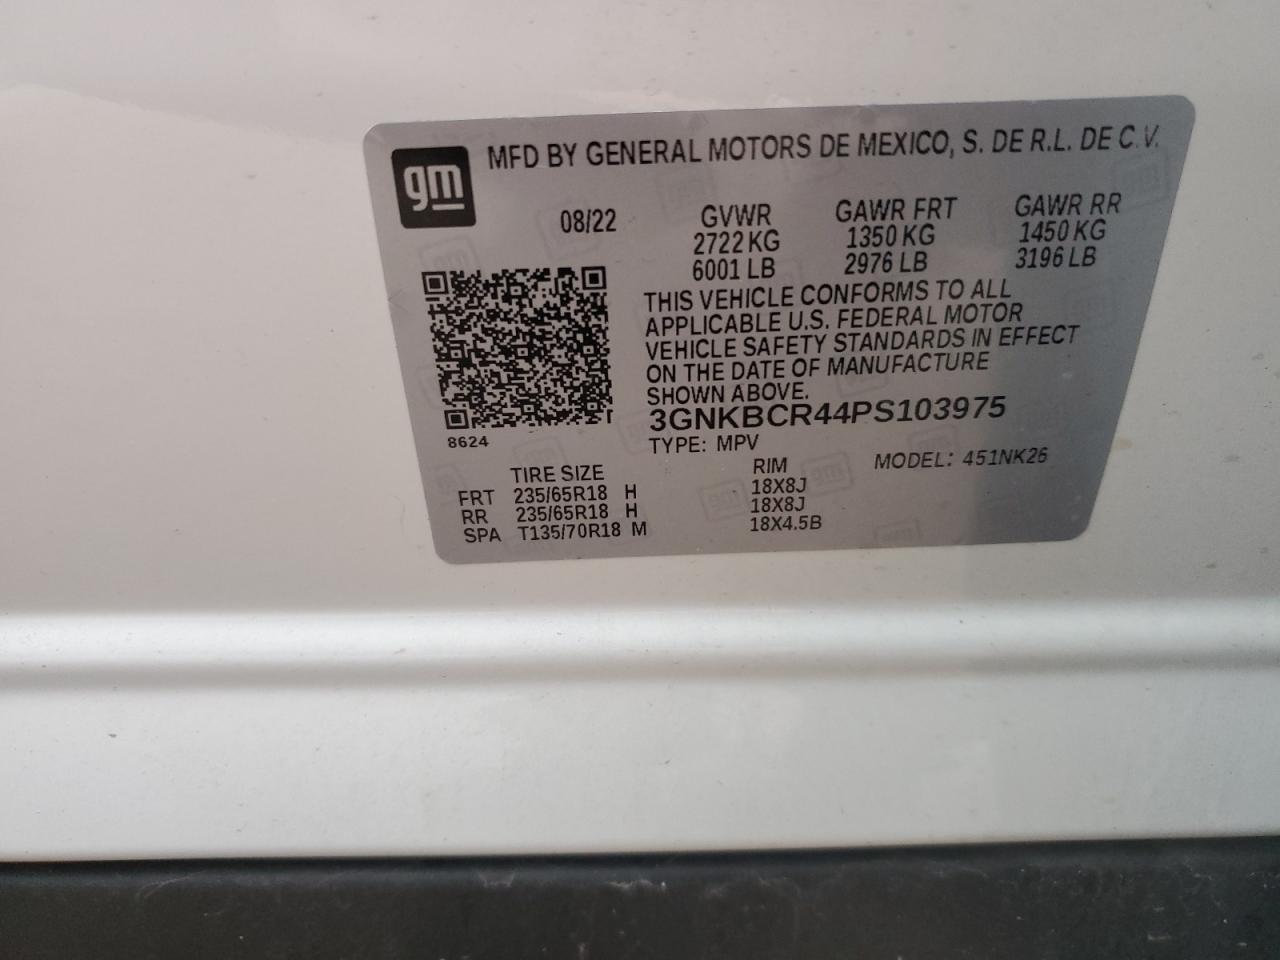 gm
MFD BY GENERAL MOTORS DE MEXICO, S. DE R.L. DE C.V.
08/22
GVWR GAWR FRT GAWR RR
2722 KG 1350 KG 1450 KG
6001 LB 2976 LB 3196 LB
THIS VEHICLE CONFORMS TO ALL
APPLICABLE U.S. FEDERAL MOTOR
VEHICLE SAFETY STANDARDS IN EFFECT
ON THE DATE OF MANUFACTURE
SHOWN ABOVE.
3GNKBCR44PS103975
8624
TYPE: MPV MODEL: 451NK26
TIRE SIZE RIM
FRT 235/65R18 H 18X8J
RR 235/65R18 H 18X8J
SPA T135/70R18 M 18X4.5B